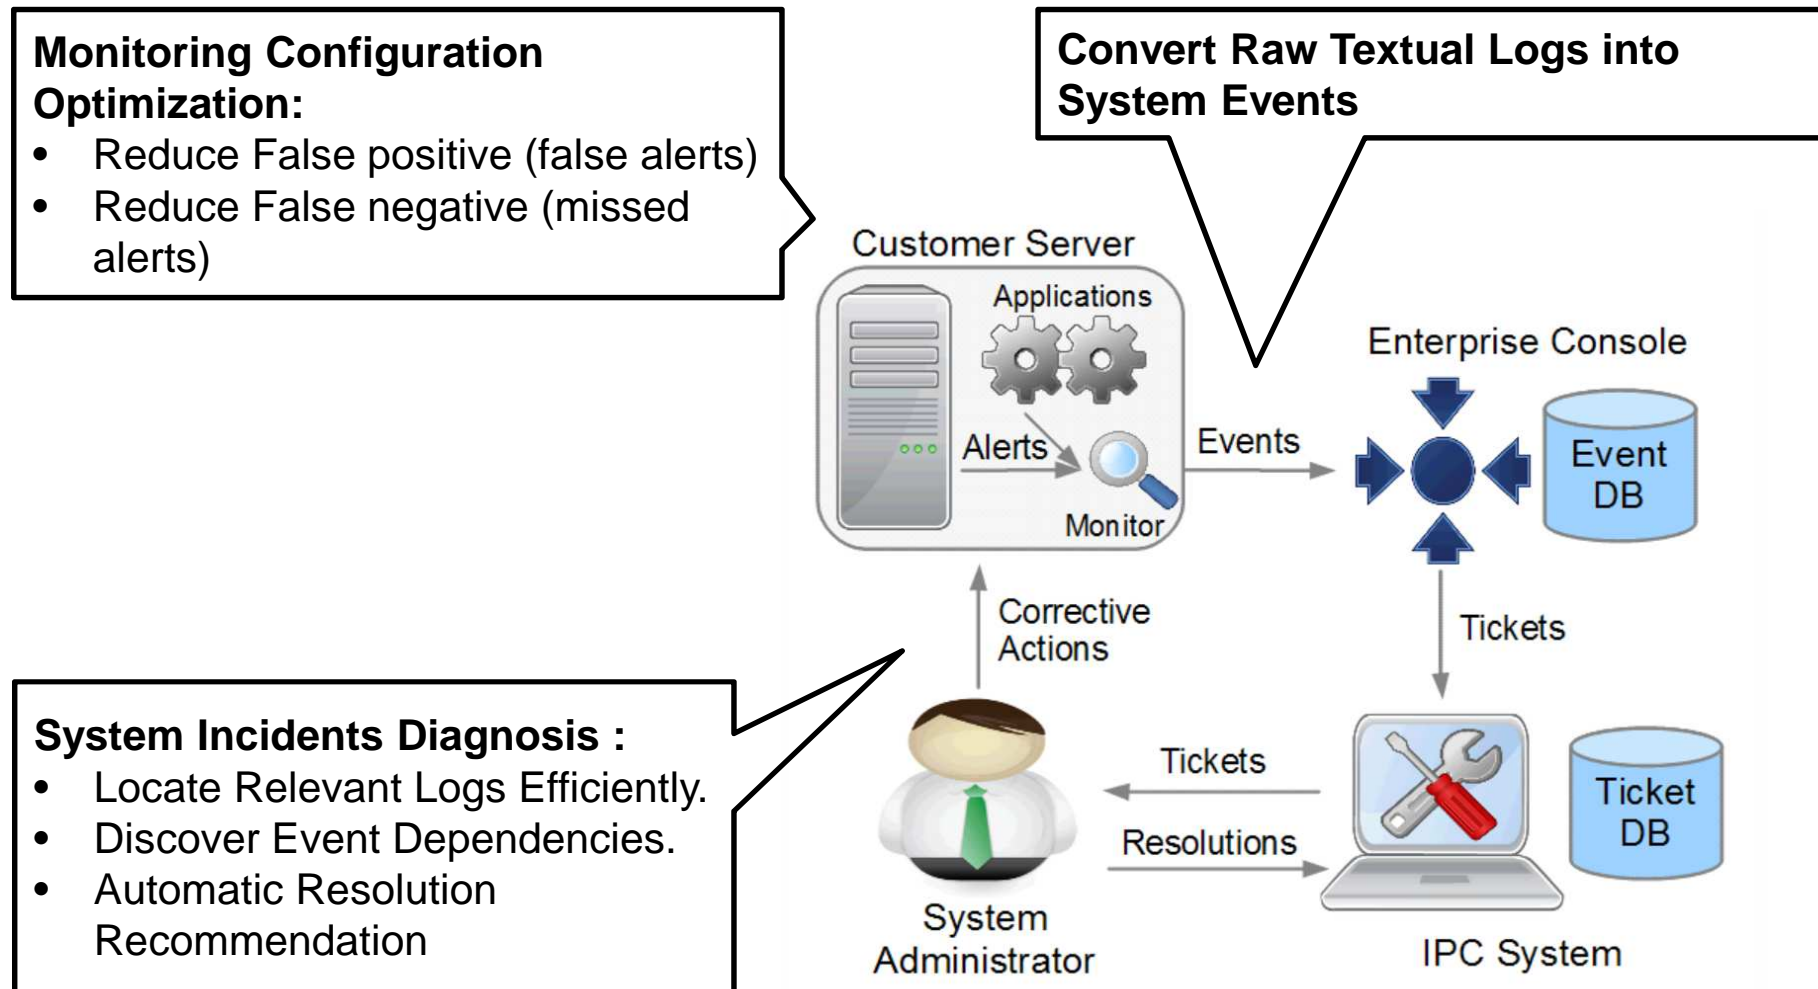 Monitoring Configuration
Optimization:
• Reduce False positive (false alerts)
• Reduce False negative (missed
alerts)
Convert Raw Textual Logs into
System Events
Customer Server
Applications
Alerts
Monitor
Events
Enterprise Console
Event
DB
Corrective
Actions
Tickets
System Incidents Diagnosis :
• Locate Relevant Logs Efficiently.
• Discover Event Dependencies.
• Automatic Resolution
Recommendation
Tickets
Resolutions
Ticket
DB
System
Administrator
IPC System